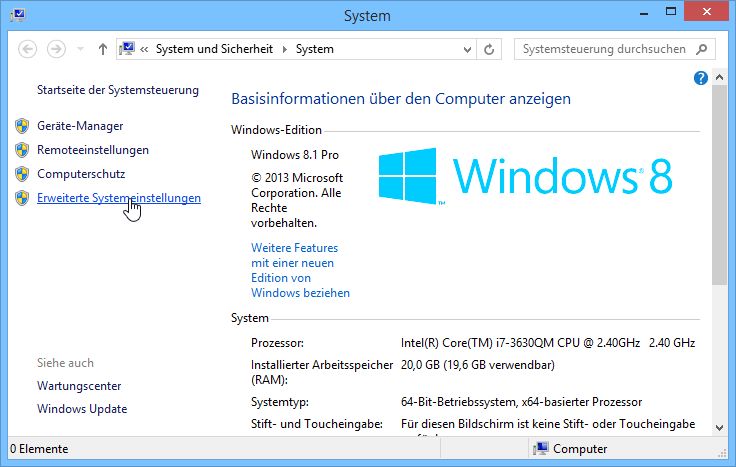 System
« System und Sicherheit System
Systemsteuerung durchsuchen
?
Startseite der Systemsteuerung
Geräte-Manager
Remoteeinstellungen
Computerschutz
Erweiterte Systemeinstellungen
Siehe auch
Wartungscenter
Windows Update
Basisinformationen über den Computer anzeigen
Windows-Edition
Windows 8.1 Pro
© 2013 Microsoft
Corporation. Alle
Rechte
vorbehalten.
Weitere Features
mit einer neuen
Edition von
Windows beziehen
Windows® 8
System
Prozessor: Intel(R) Core(TM) i7-3630QM CPU @ 2.40GHz 2.40 GHz
Installierter Arbeitsspeicher 20,0 GB (19,6 GB verwendbar)
(RAM):
Systemtyp: 64-Bit-Betriebssystem, x64-basierter Prozessor
Stift- und Toucheingabe: Für diesen Bildschirm ist keine Stift- oder Toucheingabe
0 Elemente
Computer